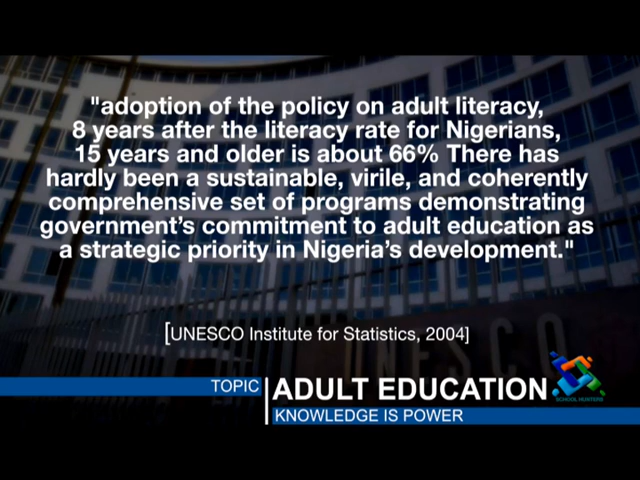 "adoption of the policy on adult literacy,
8 years after the literacy rate for Nigerians,
15 years and older is about 66% There has
hardly been a sustainable, virile, and coherently
comprehensive set of programs demonstrating
government's commitment to adult education as
a strategic priority in Nigeria's development."
[UNESCO Institute for Statistics, 2004]
UNESCO
TOPIC
ADULT EDUCATION
KNOWLEDGE IS POWER
SCHOOL HUNTERS